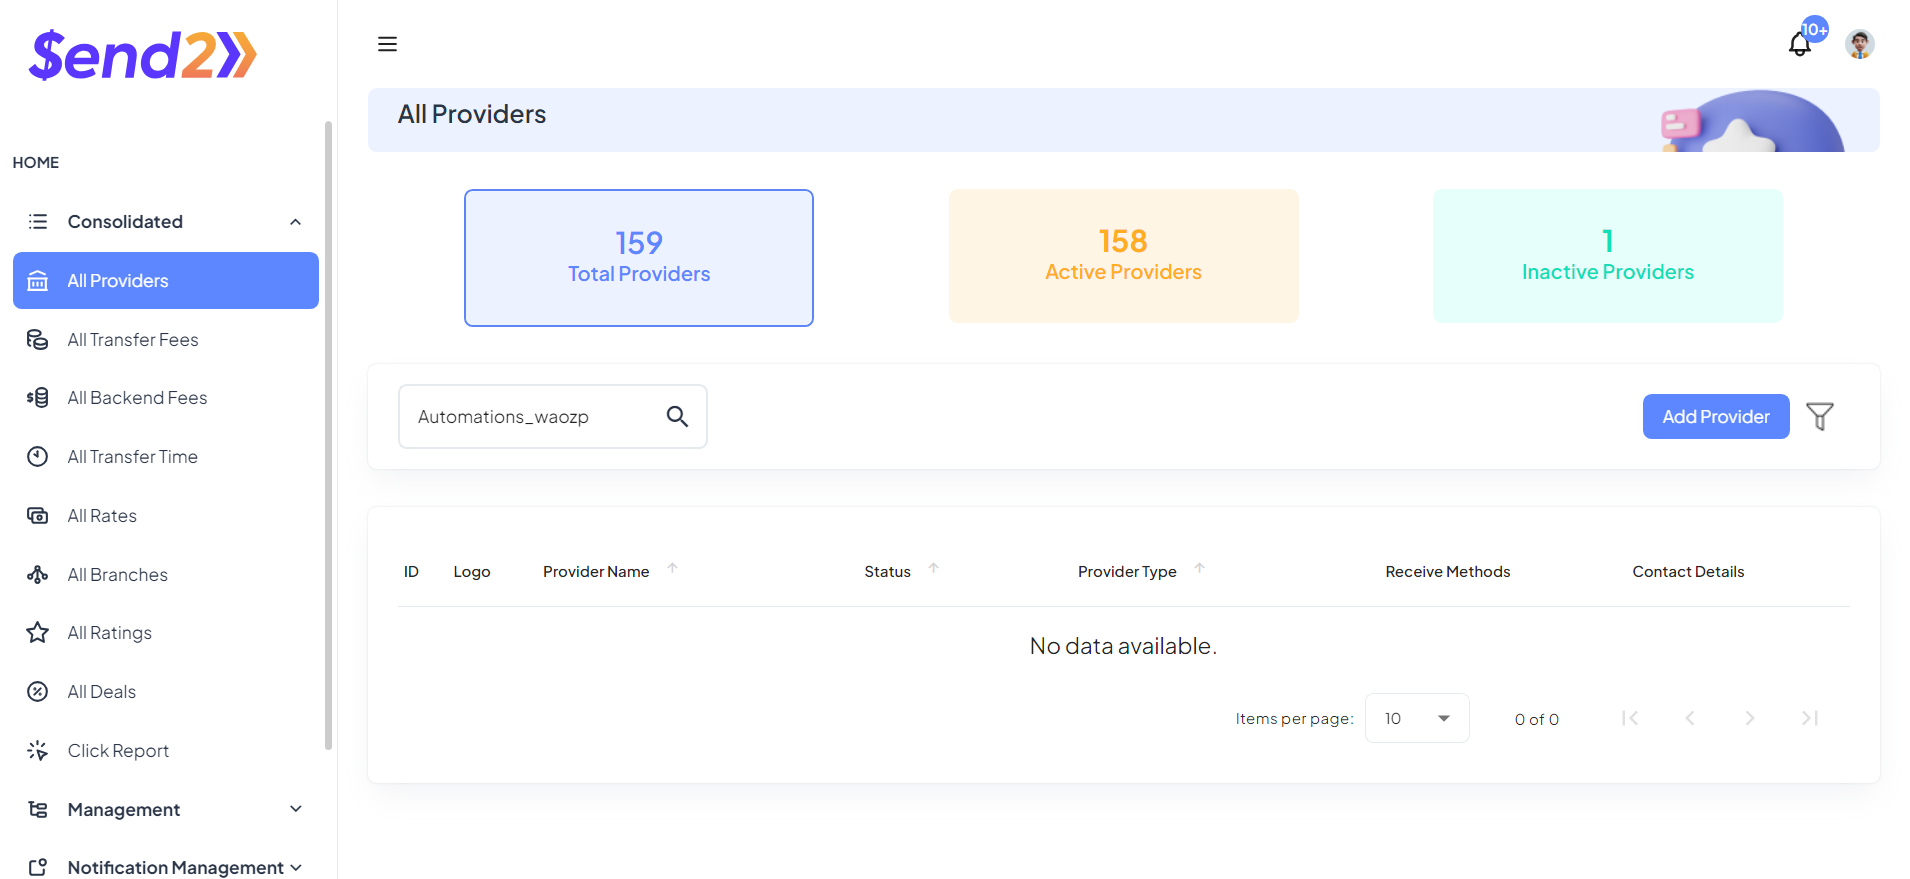 $end2
10+
All Providers
HOME
Consolidated
All Providers
All Transfer Fees
All Backend Fees
All Transfer Time
All Rates
All Branches
All Ratings
All Deals
Click Report
Management
Notification Management
159
Total Providers
158
Active Providers
1
Inactive Providers
Automations_waozp
Add Provider
ID Logo Provider Name Status Provider Type Receive Methods Contact Details
No data available.
Items per page: 10 0 of 0